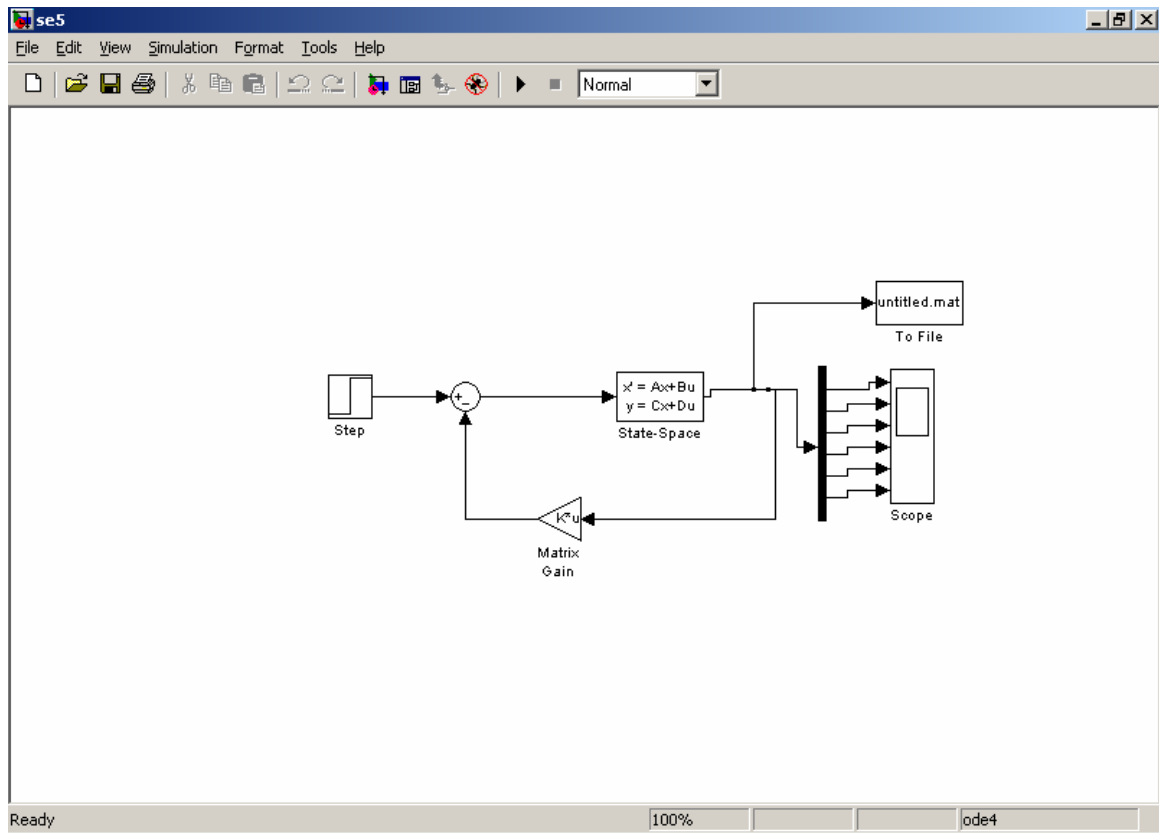 se5
File Edit View Simulation Format Tools Help
Normal
untitled.mat
To File
x' = Ax+Bu
y = Cx+Du
State-Space
+
−
Step
K*u
Matrix
Gain
Scope
Ready 100% ode4